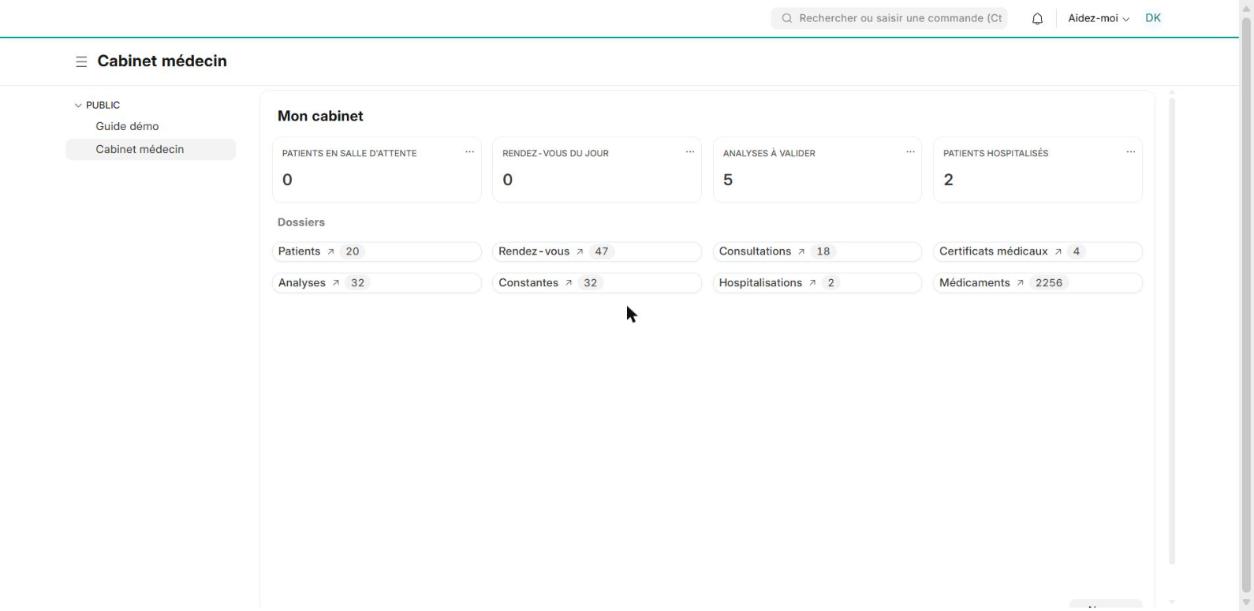 Rechercher ou saisir une commande (Ct
Aidez-moi
DK
Cabinet médecin
PUBLIC
Guide démo
Cabinet médecin
Mon cabinet
PATIENTS EN SALLE D'ATTENTE
0
RENDEZ-VOUS DU JOUR
0
ANALYSES À VALIDER
5
PATIENTS HOSPITALISÉS
2
Dossiers
Patients 20
Rendez-vous 47
Consultations 18
Certificats médicaux 4
Analyses 32
Constantes 32
Hospitalisations 2
Médicaments 2256